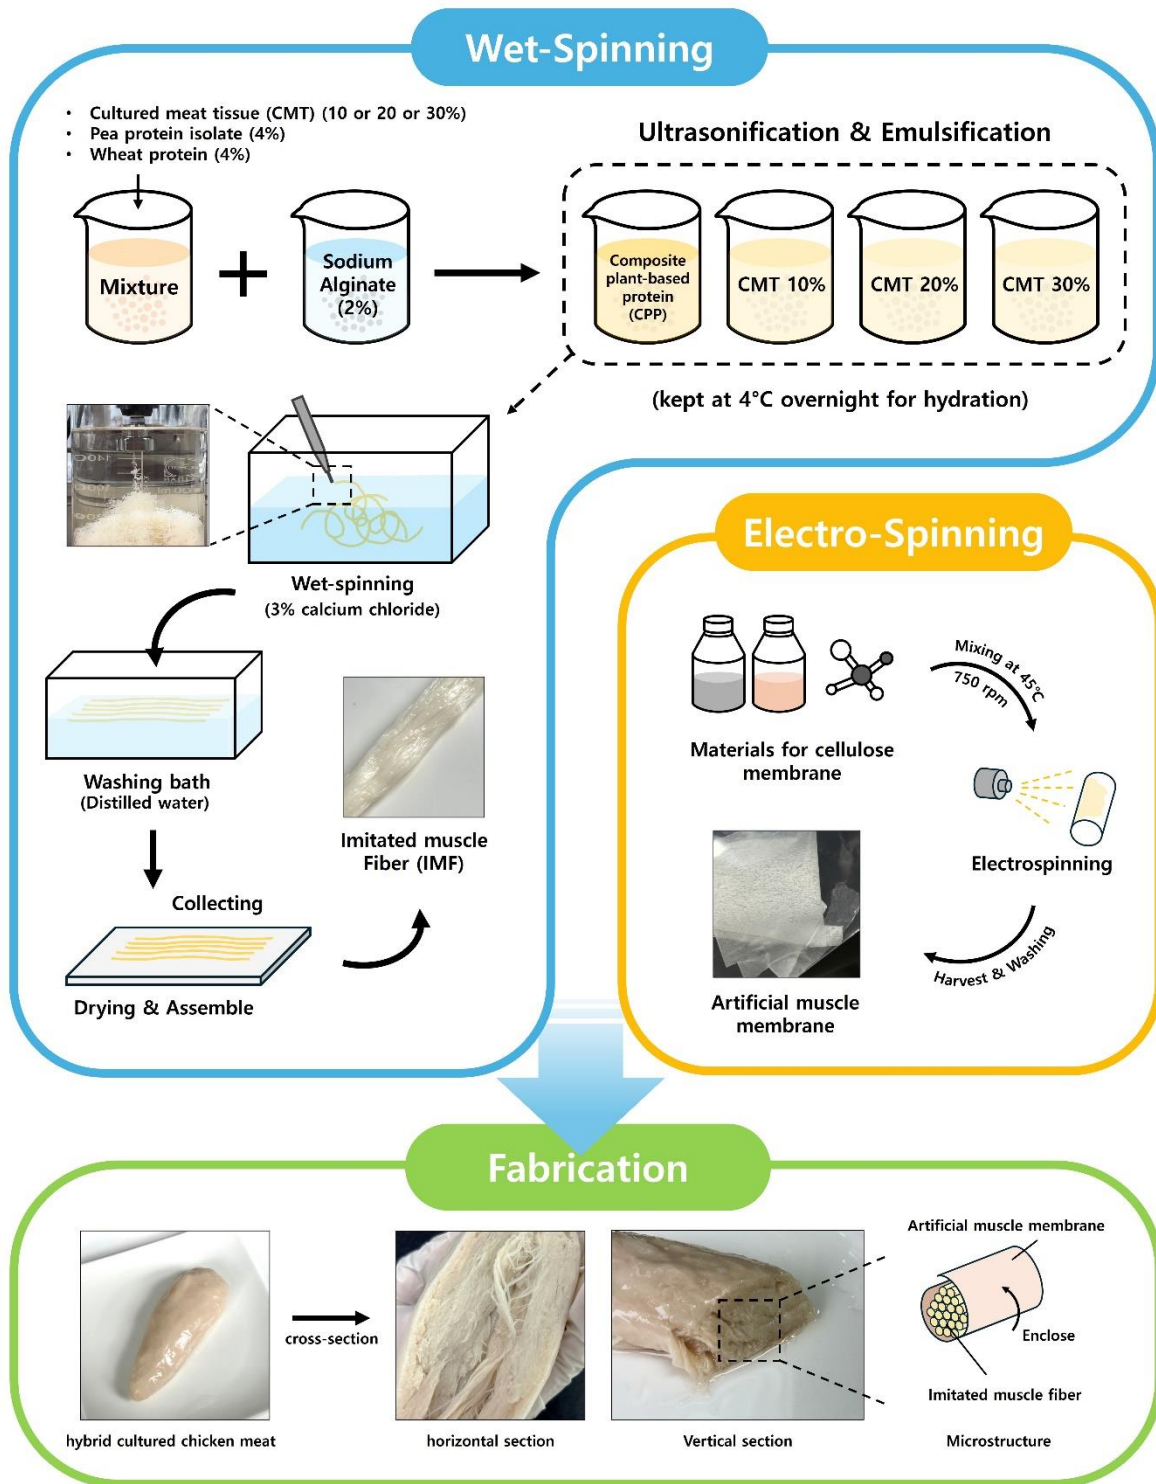 Wet-Spinning
• Cultured meat tissue (CMT) (10 or 20 or 30%)
• Pea protein isolate (4%)
• Wheat protein (4%)
Mixture
Sodium
Alginate
(2%)
Ultrasonification & Emulsification
Composite
plant-based
protein
(CPP)
CMT 10%
CMT 20%
CMT 30%
(kept at 4°C overnight for hydration)
Wet-spinning
(3% calcium chloride)
Washing bath
(Distilled water)
Collecting
Drying & Assemble
Imitated muscle
Fiber (IMF)
Electro-Spinning
Materials for cellulose
membrane
Mixing at 45℃
750 rpm
Electrospinning
Harvest & Washing
Artificial muscle
membrane
Fabrication
hybrid cultured chicken meat
cross-section
horizontal section
Vertical section
Artificial muscle membrane
Enclose
Imitated muscle fiber
Microstructure